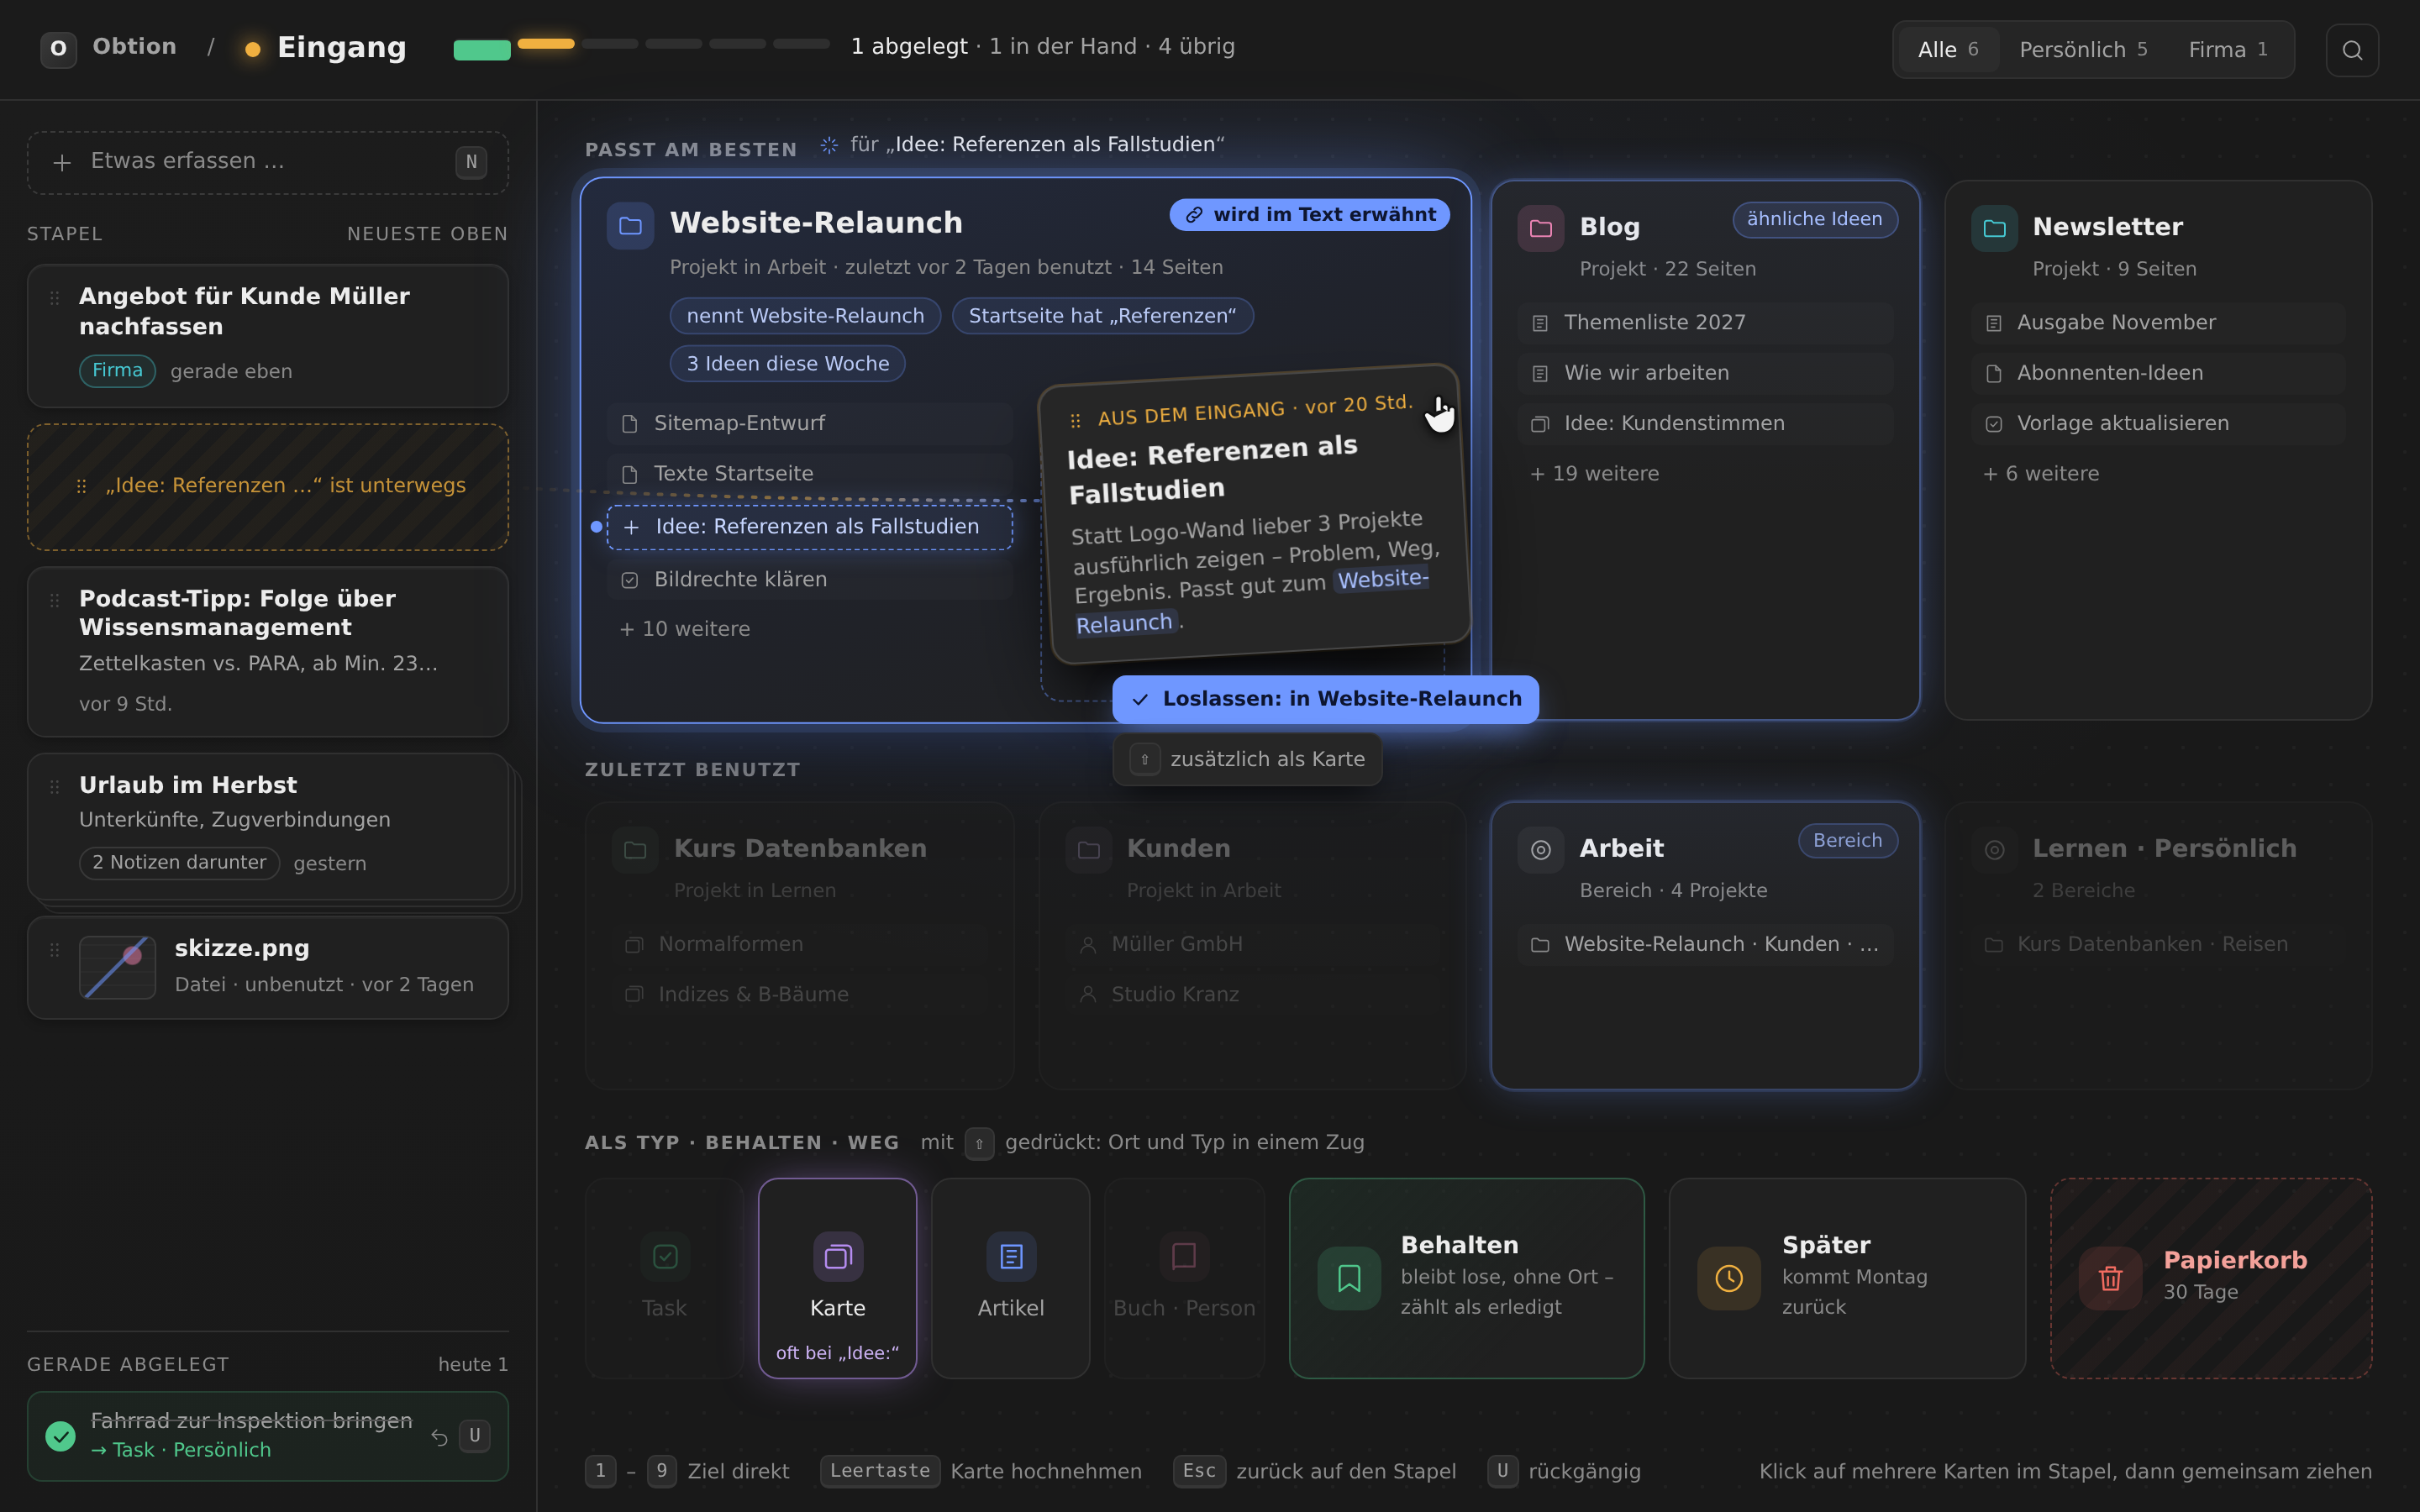 O Obtion / Eingang
1 abgelegt · 1 in der Hand · 4 übrig
Alle 6 Persönlich 5 Firma 1
Etwas erfassen … N
STAPEL NEUESTE OBEN
Angebot für Kunde Müller
nachfassen
Firma gerade eben
„Idee: Referenzen …“ ist unterwegs
Podcast-Tipp: Folge über
Wissensmanagement
Zettelkasten vs. PARA, ab Min. 23…
vor 9 Std.
Urlaub im Herbst
Unterkünfte, Zugverbindungen
2 Notizen darunter gestern
skizze.png
Datei · unbenutzt · vor 2 Tagen
GERADE ABGELEGT heute 1
Fahrrad zur Inspektion bringen
→ Task · Persönlich
U
PASST AM BESTEN für „Idee: Referenzen als Fallstudien“
Website-Relaunch wird im Text erwähnt
Projekt in Arbeit · zuletzt vor 2 Tagen benutzt · 14 Seiten
nennt Website-Relaunch Startseite hat „Referenzen“
3 Ideen diese Woche
Sitemap-Entwurf
Texte Startseite
+ Idee: Referenzen als Fallstudien
Bildrechte klären
+ 10 weitere
AUS DEM EINGANG · vor 20 Std.
Idee: Referenzen als
Fallstudien
Statt Logo-Wand lieber 3 Projekte
ausführlich zeigen – Problem, Weg,
Ergebnis. Passt gut zum Website-
Relaunch.
Loslassen: in Website-Relaunch
⇧ zusätzlich als Karte
Blog ähnliche Ideen
Projekt · 22 Seiten
Themenliste 2027
Wie wir arbeiten
Idee: Kundenstimmen
+ 19 weitere
Newsletter
Projekt · 9 Seiten
Ausgabe November
Abonnenten-Ideen
Vorlage aktualisieren
+ 6 weitere
ZULETZT BENUTZT
Kurs Datenbanken
Projekt in Lernen
Normalformen
Indizes & B-Bäume
Kunden
Projekt in Arbeit
Müller GmbH
Studio Kranz
Arbeit Bereich
Bereich · 4 Projekte
Website-Relaunch · Kunden · …
Lernen · Persönlich
2 Bereiche
Kurs Datenbanken · Reisen
ALS TYP · BEHALTEN · WEG mit ⇧ gedrückt: Ort und Typ in einem Zug
Task
Karte
oft bei „Idee:“
Artikel
Buch · Person
Behalten
bleibt lose, ohne Ort –
zählt als erledigt
Später
kommt Montag
zurück
Papierkorb
30 Tage
1 – 9 Ziel direkt Leertaste Karte hochnehmen Esc zurück auf den Stapel U rückgängig
Klick auf mehrere Karten im Stapel, dann gemeinsam ziehen